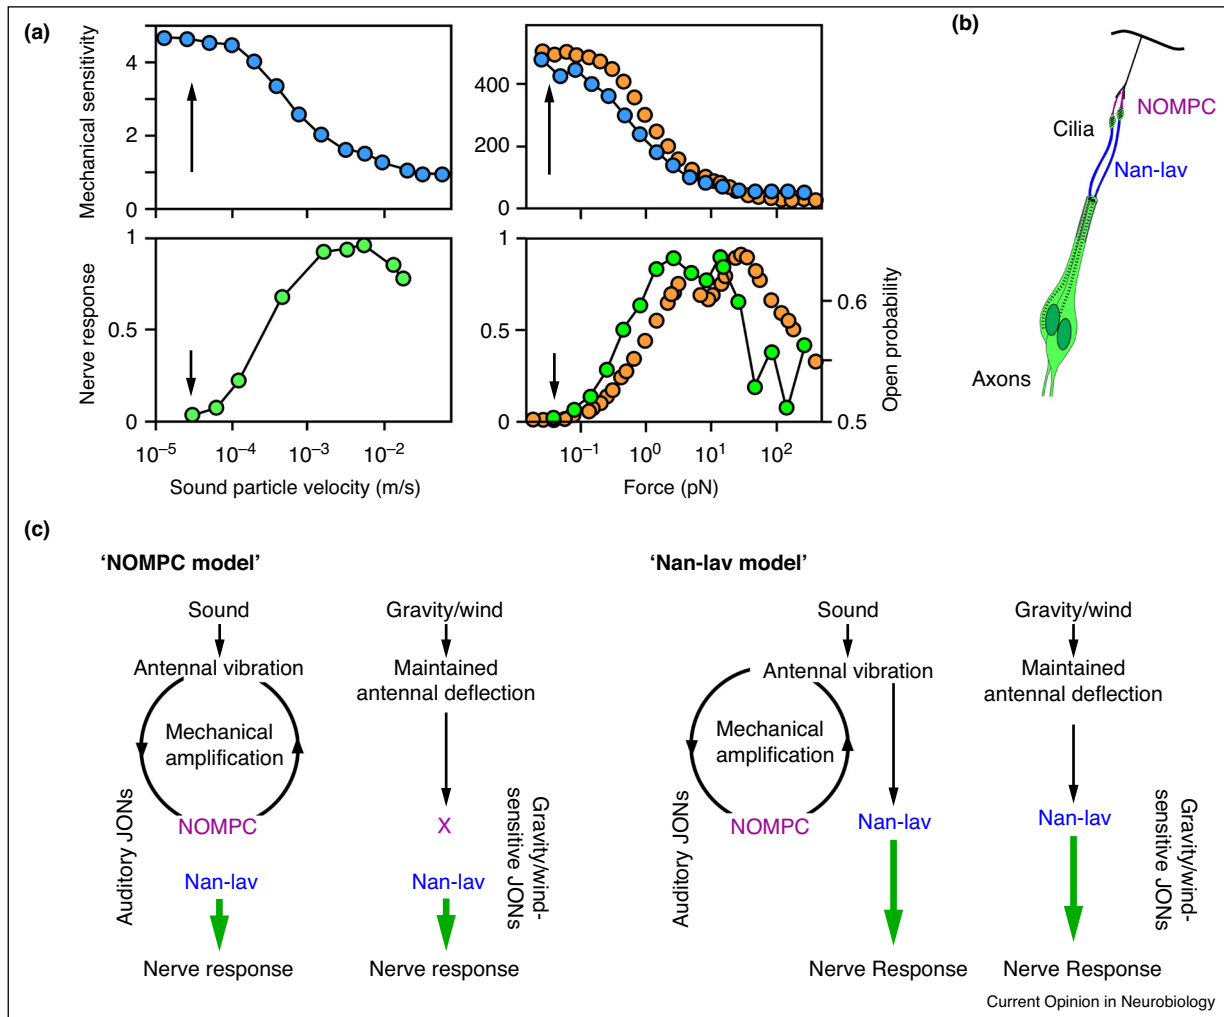 (a)
Mechanical sensitivity
4
2
0
400
200
0
Nerve response
1
0.5
0
1
0.5
0
0.6
0.5
Open probability
10–5
10–4
10–3
10–2
Sound particle velocity (m/s)
10–1
100
101
102
Force (pN)
(b)
NOMPC
Cilia
Nan-lav
Axons
(c)
‘NOMPC model’
Sound
Antennal vibration
Mechanical
amplification
NOMPC
Nan-lav
Nerve response
Auditory JONs
Gravity/wind
Maintained
antennal deflection
X
Nan-lav
Nerve response
Gravity/wind-
sensitive JONs
‘Nan-lav model’
Sound
Antennal vibration
Mechanical
amplification
NOMPC
Nan-lav
Nerve Response
Auditory JONs
Gravity/wind
Maintained
antennal deflection
Nan-lav
Nerve Response
Gravity/wind-
sensitive JONs
Current Opinion in Neurobiology